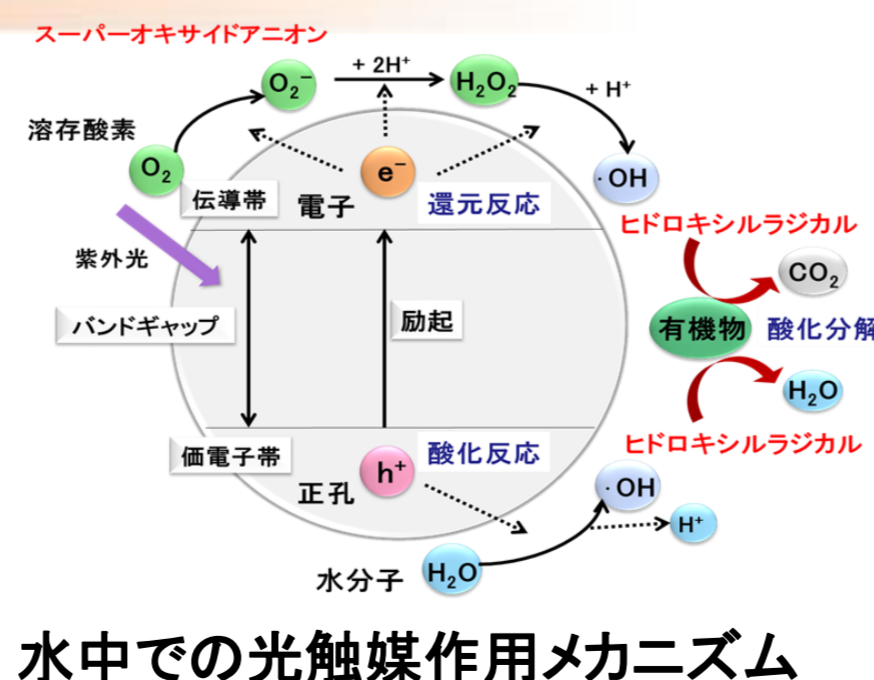 スーパーオキサイドアニオン
O₂⁻
+ 2H⁺
H₂O₂
+ H⁺
溶存酸素
O₂
e⁻
·OH
伝導帯
電子
還元反応
ヒドロキシルラジカル
紫外光
CO₂
バンドギャップ
励起
有機物
酸化分解
H₂O
価電子帯
酸化反応
ヒドロキシルラジカル
h⁺
正孔
·OH
H⁺
水分子
H₂O
水中での光触媒作用メカニズム